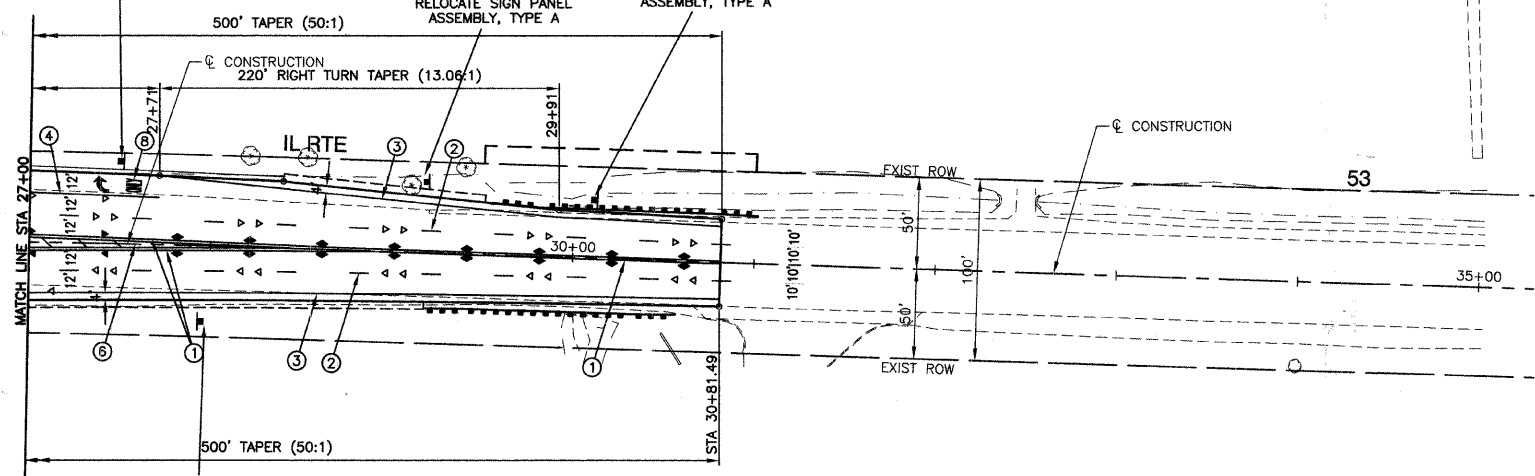 RELOCATE SIGN PANEL
ASSEMBLY, TYPE A
ASSEMBLY, TYPE A
500' TAPER (50:1)
℄ CONSTRUCTION
220' RIGHT TURN TAPER (13.06:1)
27+71
29+91
℄ CONSTRUCTION
4
8
IL RTE
3
2
EXIST ROW
53
MATCH LINE STA 27+00
12'
12'
12'
12'
4
4
30+00
10'
10'
10'
10'
50'
100'
50'
35+00
6
1
3
2
1
EXIST ROW
STA 30+81.49
500' TAPER (50:1)